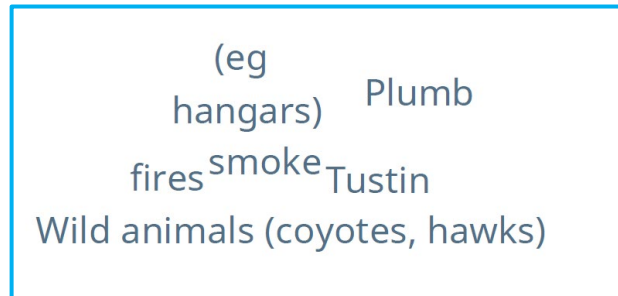 (eg
hangars)
Plumb
fires smoke Tustin
Wild animals (coyotes, hawks)